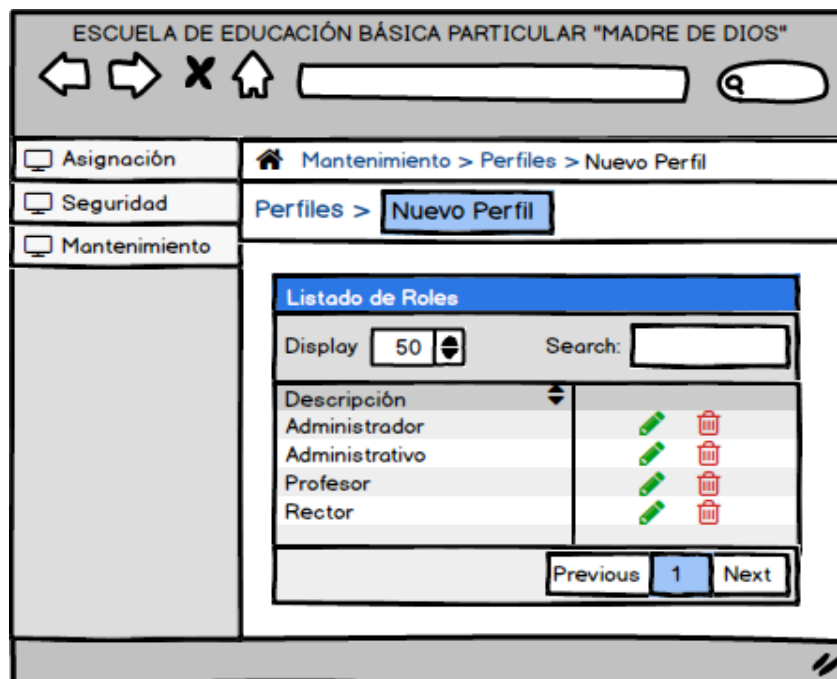 ESCUELA DE EDUCACIÓN BÁSICA PARTICULAR "MADRE DE DIOS"
Asignación
Seguridad
Mantenimiento
Mantenimiento > Perfiles > Nuevo Perfil
Perfiles > Nuevo Perfil
Listado de Roles
Display 50 Search:
Descripción
Administrador
Administrativo
Profesor
Rector
Previous 1 Next